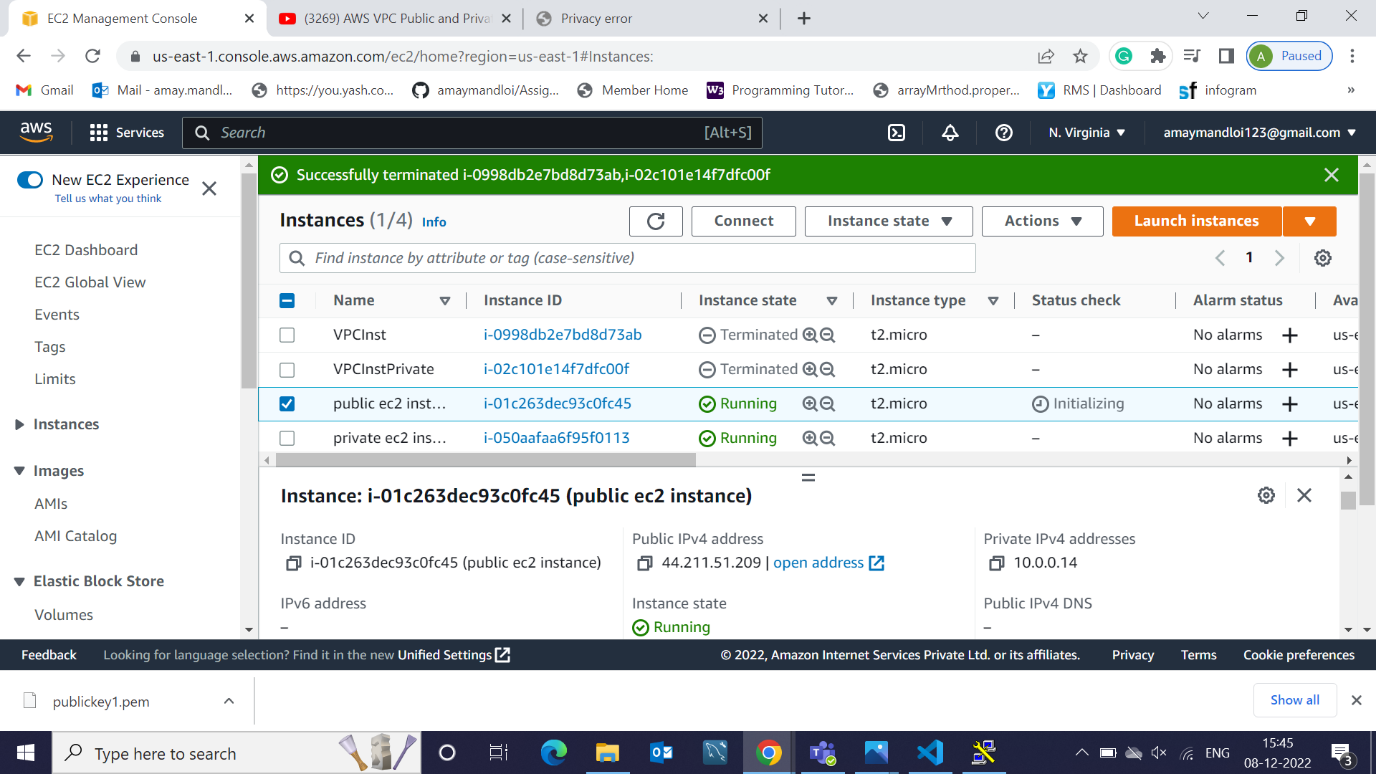 EC2 Management Console
(3269) AWS VPC Public and Priva
Privacy error
us-east-1.console.aws.amazon.com/ec2/home?region=us-east-1#Instances:
A Paused
Gmail
Mail - amay.mandl...
https://you.yash.co...
amaymandloi/Assig...
Member Home
W3 Programming Tutor...
arrayMrthod.proper...
Y RMS | Dashboard
sf infogram
»
aws
Services
Search [Alt+S]
N. Virginia
amaymandloi123@gmail.com
New EC2 Experience
Tell us what you think
EC2 Dashboard
EC2 Global View
Events
Tags
Limits
Instances
Images
AMIs
AMI Catalog
Elastic Block Store
Volumes
Successfully terminated i-0998db2e7bd8d73ab,i-02c101e14f7dfc00f
Instances (1/4) Info
Connect
Instance state
Actions
Launch instances
Find instance by attribute or tag (case-sensitive)
1
Name Instance ID Instance state Instance type Status check Alarm status Ava
VPCInst i-0998db2e7bd8d73ab Terminated t2.micro – No alarms + us-e
VPCInstPrivate i-02c101e14f7dfc00f Terminated t2.micro – No alarms + us-e
public ec2 inst... i-01c263dec93c0fc45 Running t2.micro Initializing No alarms + us-e
private ec2 ins... i-050aafaa6f95f0113 Running t2.micro – No alarms + us-e
Instance: i-01c263dec93c0fc45 (public ec2 instance)
Instance ID
i-01c263dec93c0fc45 (public ec2 instance)
Public IPv4 address
44.211.51.209 | open address
Private IPv4 addresses
10.0.0.14
IPv6 address
–
Instance state
Running
Public IPv4 DNS
–
Feedback
Looking for language selection? Find it in the new Unified Settings
© 2022, Amazon Internet Services Private Ltd. or its affiliates.
Privacy
Terms
Cookie preferences
publickey1.pem
Show all
Type here to search
ENG
15:45
08-12-2022
3